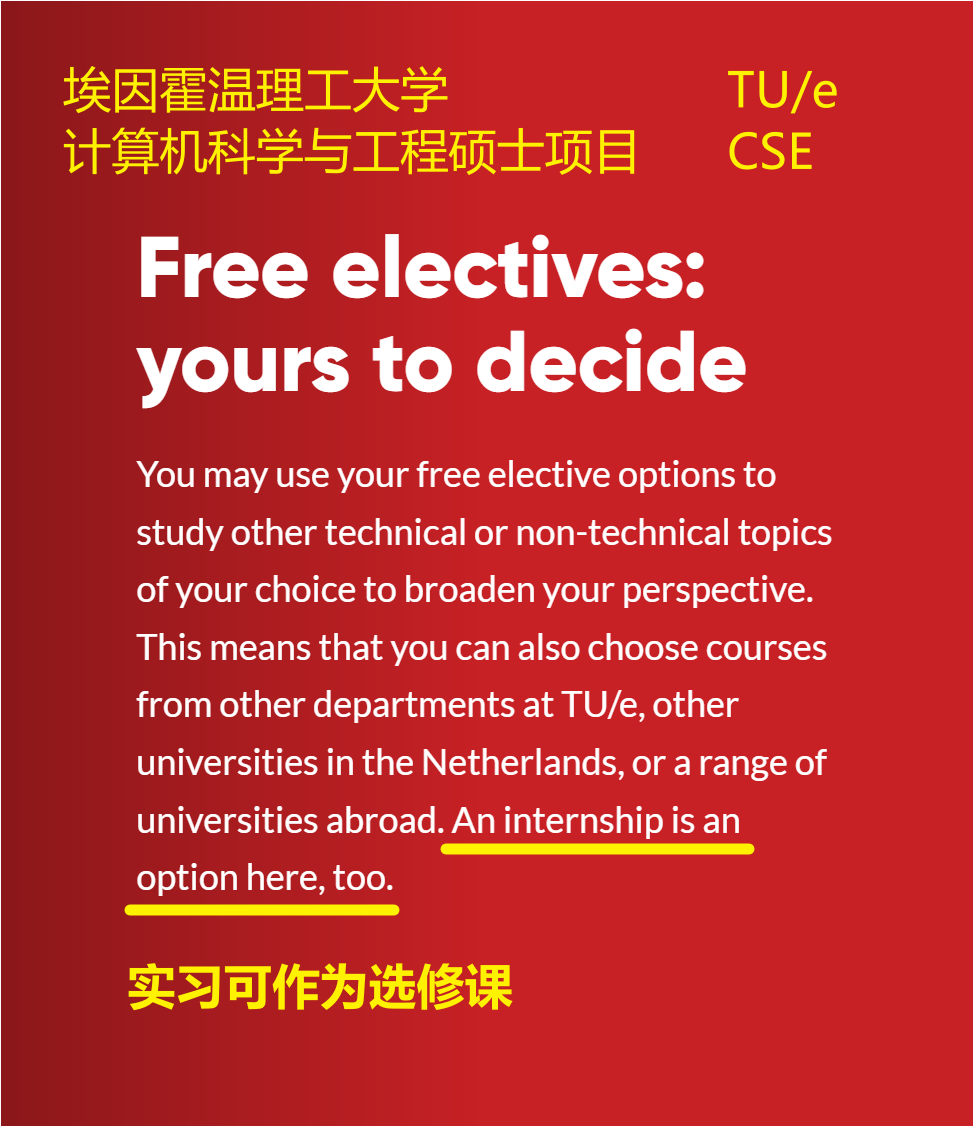 埃因霍温理工大学 TU/e
计算机科学与工程硕士项目 CSE
Free electives:
yours to decide
You may use your free elective options to
study other technical or non-technical topics
of your choice to broaden your perspective.
This means that you can also choose courses
from other departments at TU/e, other
universities in the Netherlands, or a range of
universities abroad. An internship is an
option here, too.
实习可作为选修课